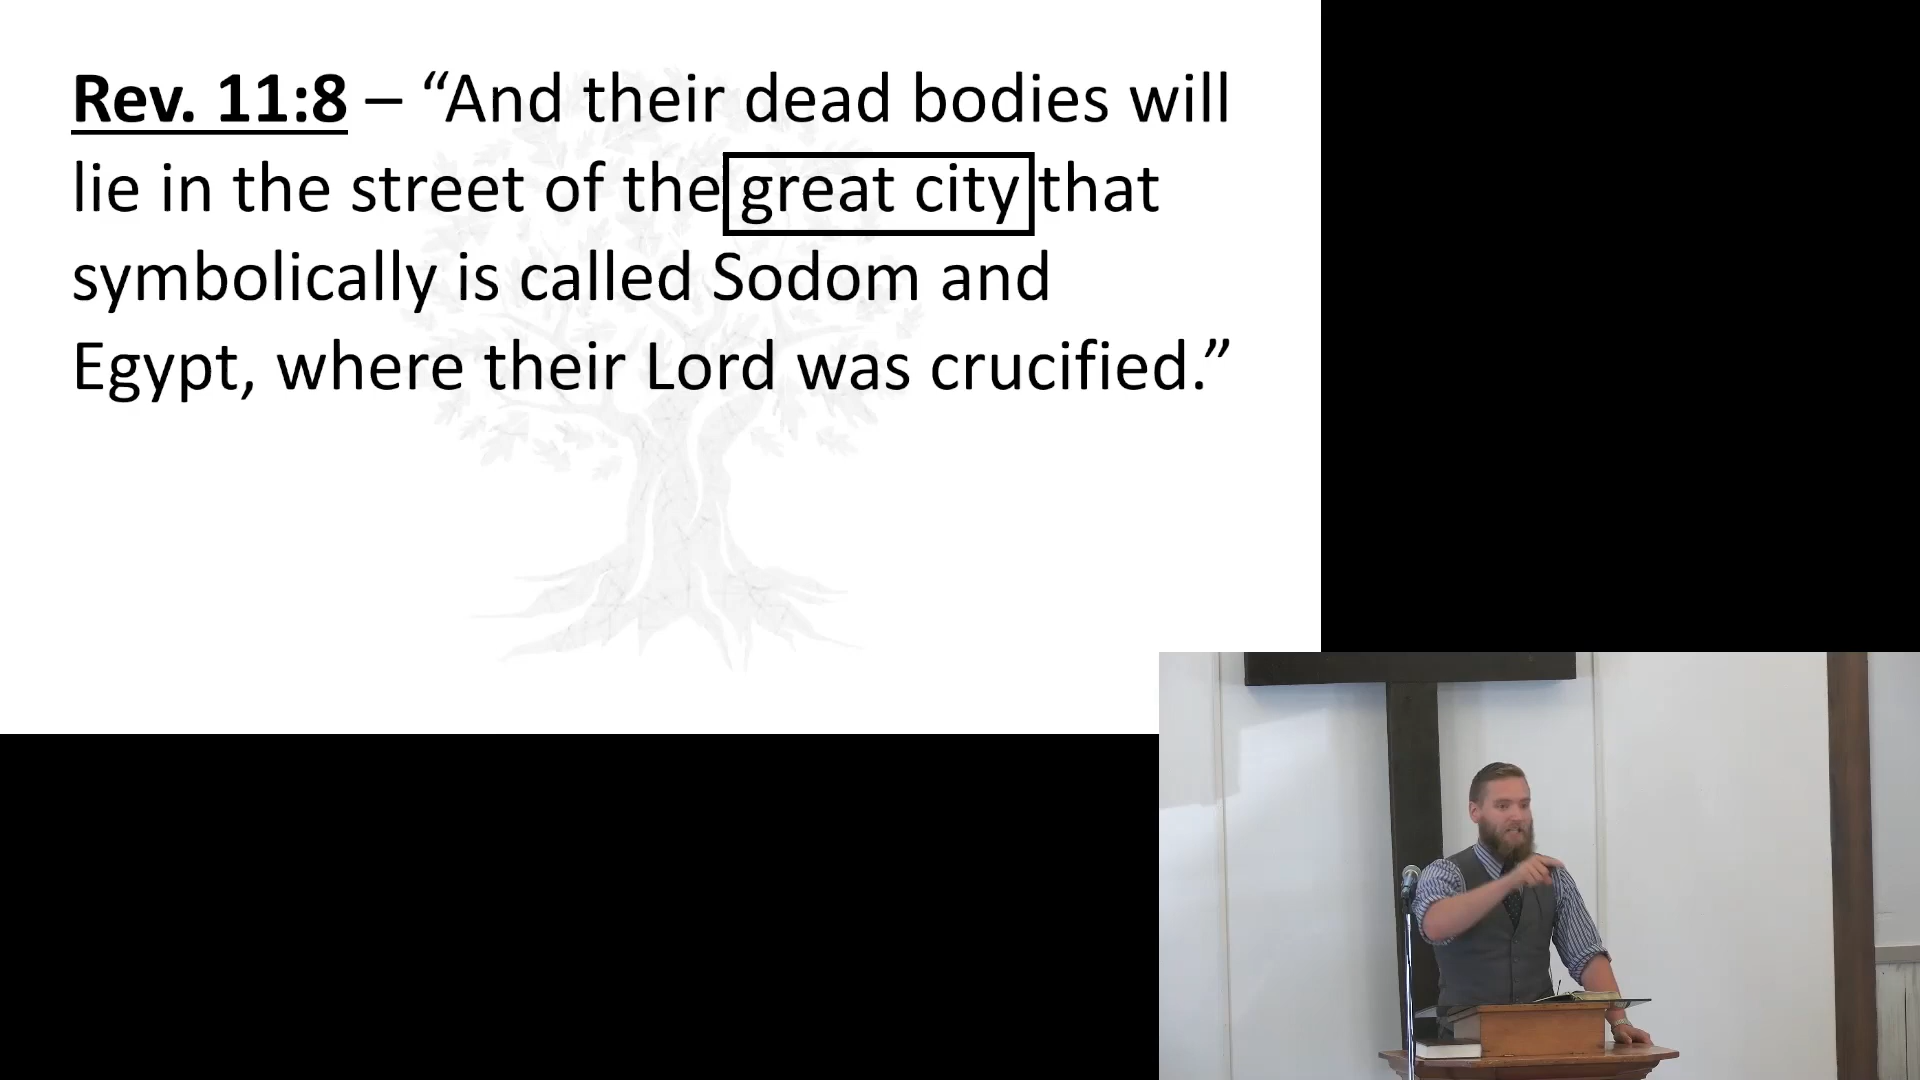 Rev. 11:8 – “And their dead bodies will
lie in the street of the great city that
symbolically is called Sodom and
Egypt, where their Lord was crucified.”